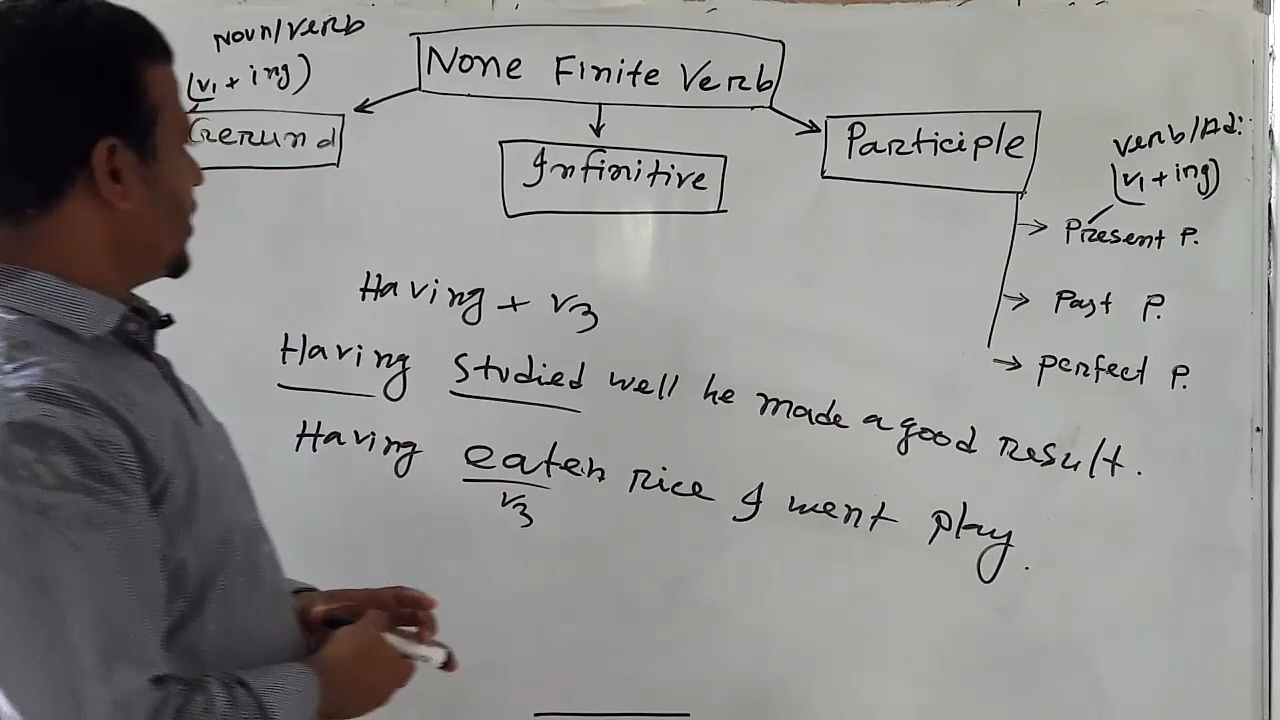 Noun/Verb
(V1 + ing)
Gerund
None Finite Verb
Infinitive
Participle
Verb/Ad:
(V1 + ing)
Present P.
Past P.
Perfect P.
Having + V3
Having Studied well he made a good result.
Having eaten rice I went play.
V3